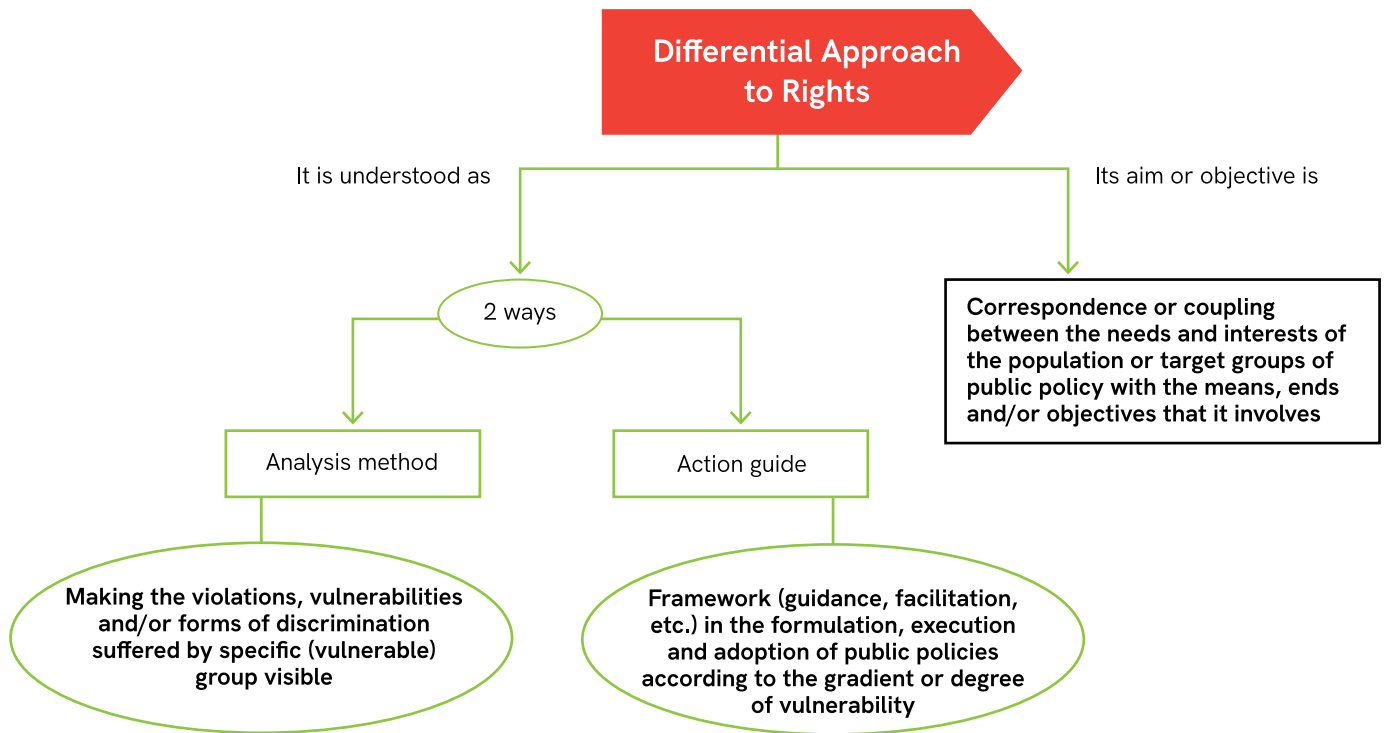 Differential Approach
to Rights
It is understood as
Its aim or objective is
2 ways
Correspondence or coupling
between the needs and interests of
the population or target groups of
public policy with the means, ends
and/or objectives that it involves
Analysis method
Action guide
Making the violations, vulnerabilities
and/or forms of discrimination
suffered by specific (vulnerable)
group visible
Framework (guidance, facilitation,
etc.) in the formulation, execution
and adoption of public policies
according to the gradient or degree
of vulnerability